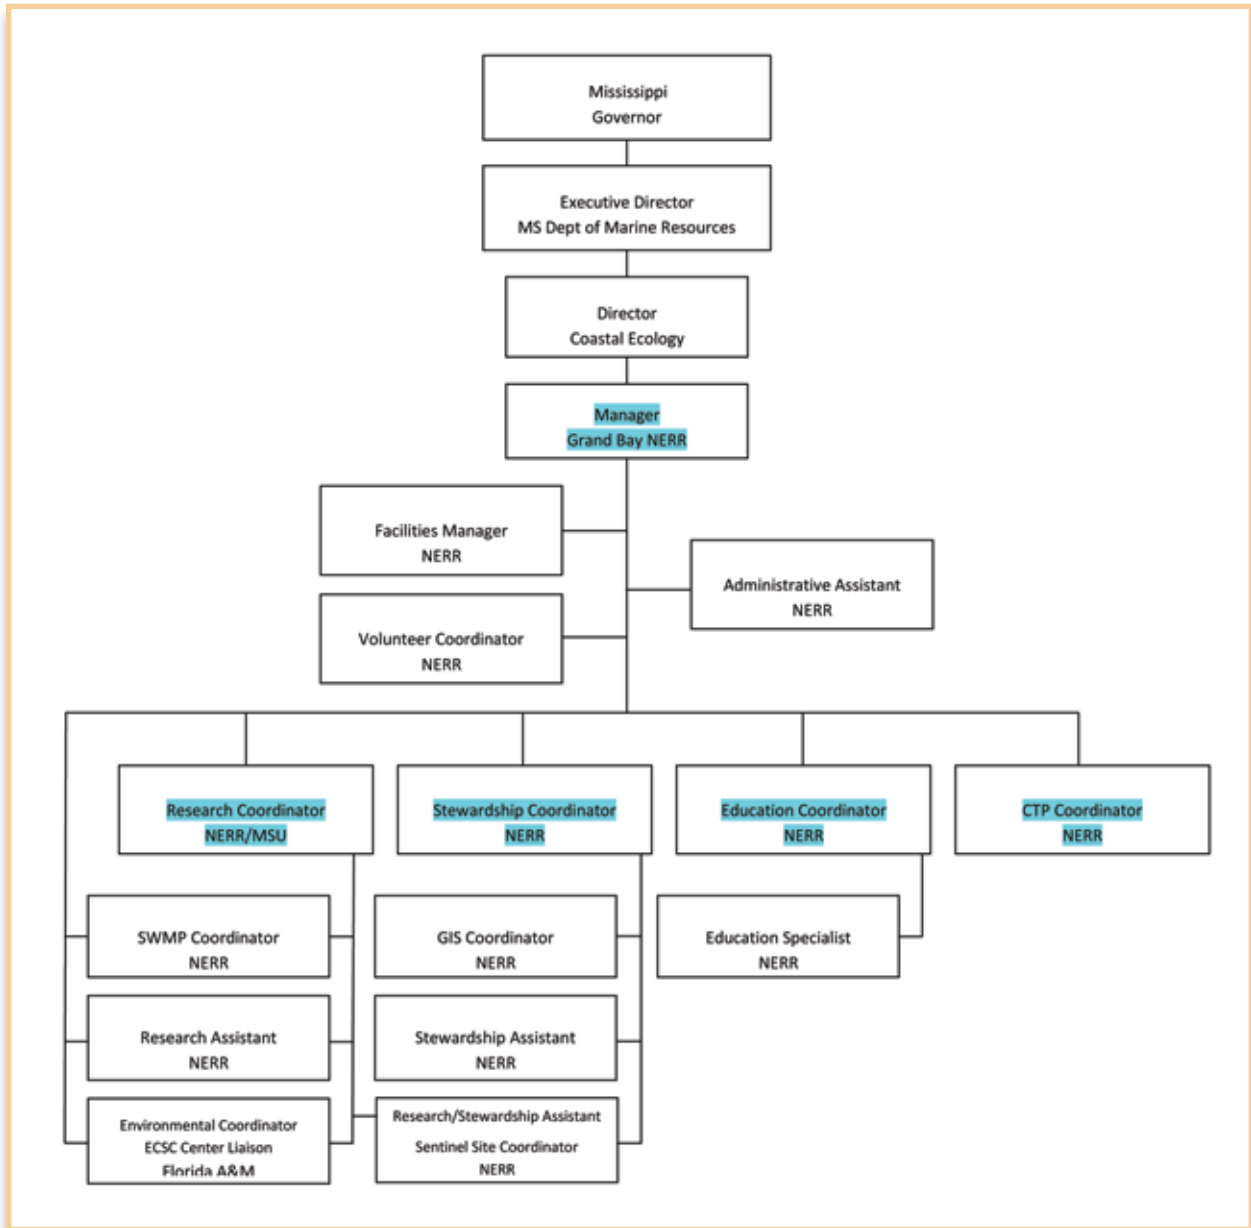 Mississippi
Governor
Executive Director
MS Dept of Marine Resources
Director
Coastal Ecology
Manager
Grand Bay NERR
Facilities Manager
NERR
Administrative Assistant
NERR
Volunteer Coordinator
NERR
Research Coordinator
NERR/MSU
Stewardship Coordinator
NERR
Education Coordinator
NERR
CTP Coordinator
NERR
SWMP Coordinator
NERR
GIS Coordinator
NERR
Education Specialist
NERR
Research Assistant
NERR
Stewardship Assistant
NERR
Environmental Coordinator
ECSC Center Liaison
Florida A&M
Research/Stewardship Assistant
Sentinel Site Coordinator
NERR